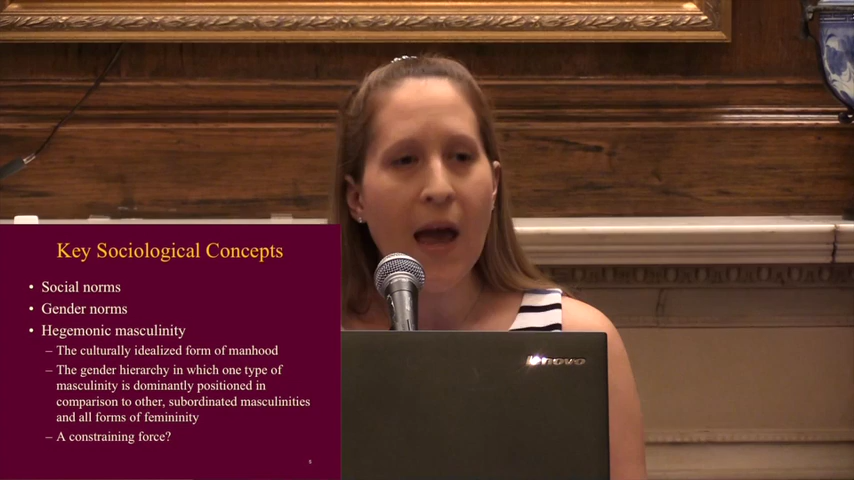 Key Sociological Concepts
• Social norms
• Gender norms
• Hegemonic masculinity
– The culturally idealized form of manhood
– The gender hierarchy in which one type of
masculinity is dominantly positioned in
comparison to other, subordinated masculinities
and all forms of femininity
– A constraining force?
5
lenovo